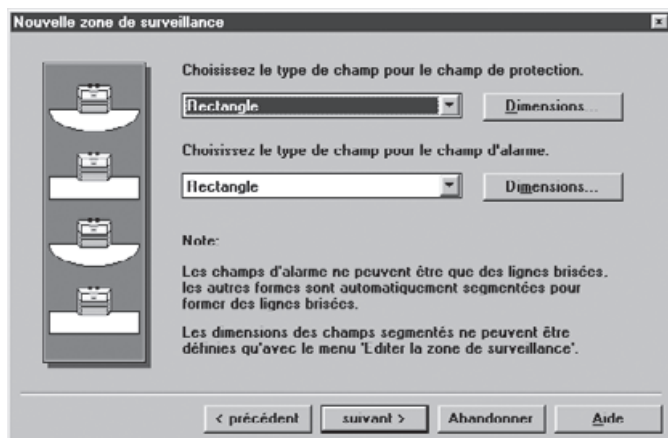 Nouvelle zone de surveillance
Choisissez le type de champ pour le champ de protection.
Rectangle
Dimensions...
Choisissez le type de champ pour le champ d'alarme.
Rectangle
Dimensions...
Note:
Les champs d'alarme ne peuvent être que des lignes brisées.
les autres formes sont automatiquement segmentées pour
former des lignes brisées.
Les dimensions des champs segmentés ne peuvent être
définies qu'avec le menu 'Editer la zone de surveillance'.
< précédent
suivant >
Abandonner
Aide